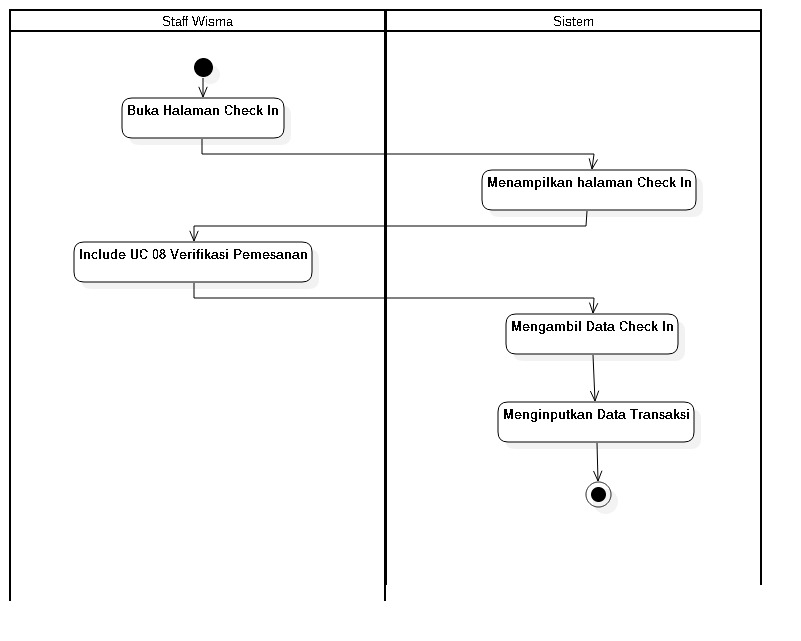 Staff Wisma
Sistem
Buka Halaman Check In
Menampilkan halaman Check In
Include UC 08 Verifikasi Pemesanan
Mengambil Data Check In
Menginputkan Data Transaksi